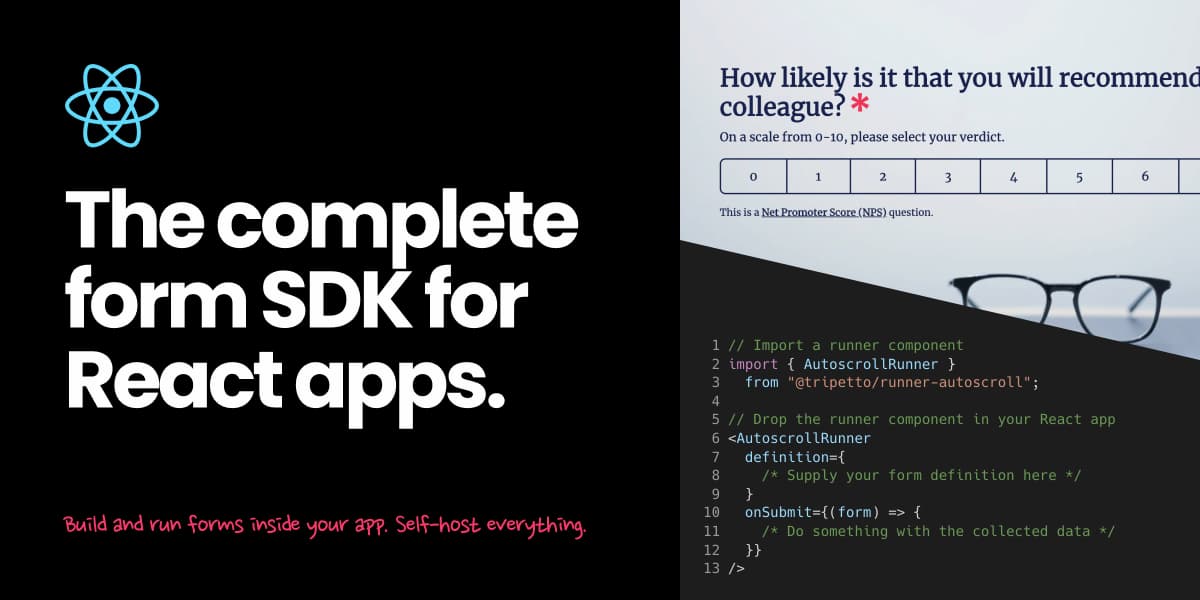 The complete
form SDK for
React apps.
Build and run forms inside your app. Self-host everything.
How likely is it that you will recommend
colleague? *
On a scale from 0-10, please select your verdict.
0 1 2 3 4 5 6
This is a Net Promoter Score (NPS) question.
1 // Import a runner component
2 import { AutoscrollRunner }
3   from "@tripetto/runner-autoscroll";
4
5 // Drop the runner component in your React app
6 <AutoscrollRunner
7   definition={
8     /* Supply your form definition here */
9   }
10   onSubmit={(form) => {
11     /* Do something with the collected data */
12   }}
13 />